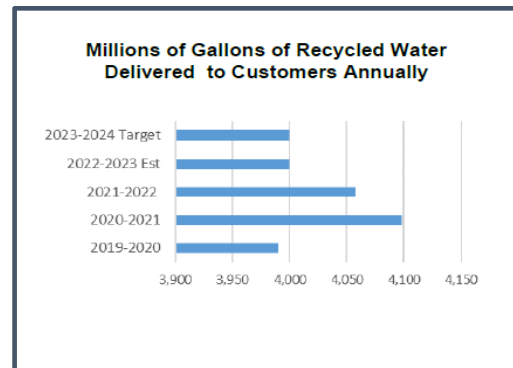 Millions of Gallons of Recycled Water
Delivered to Customers Annually
2023-2024 Target
2022-2023 Est
2021-2022
2020-2021
2019-2020
3,900 3,950 4,000 4,050 4,100 4,150